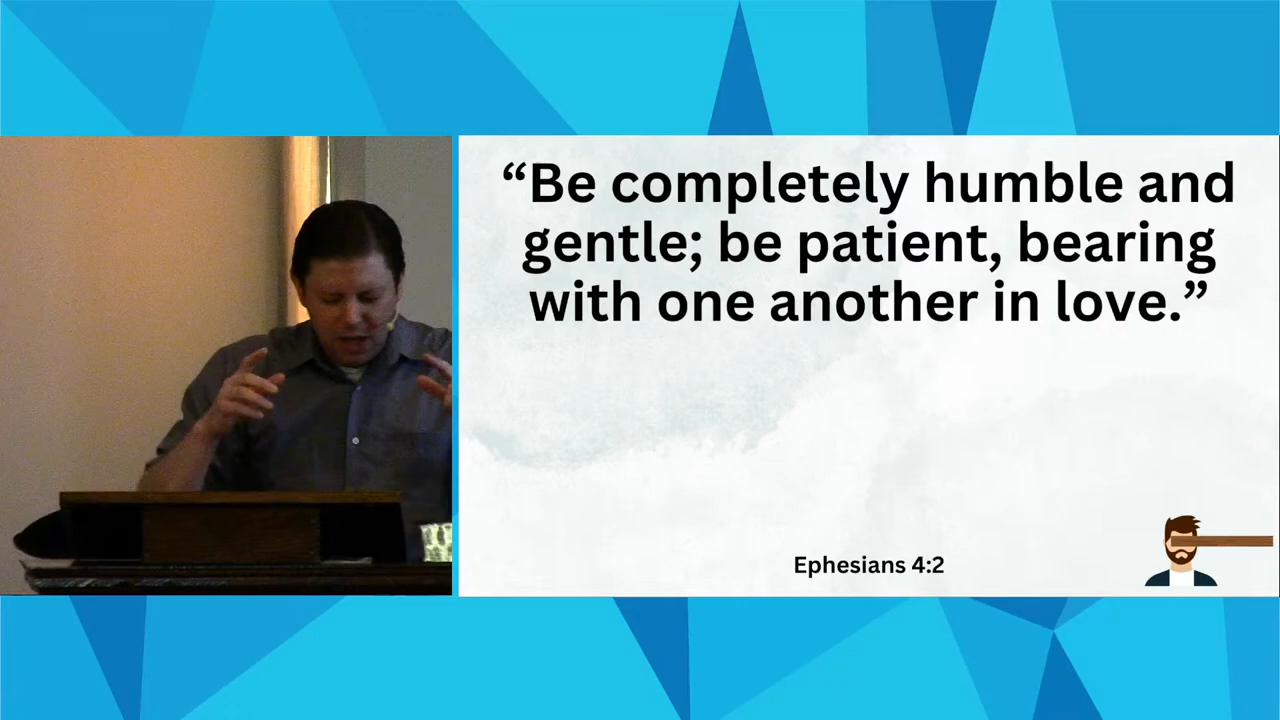 “Be completely humble and
gentle; be patient, bearing
with one another in love.”
Ephesians 4:2